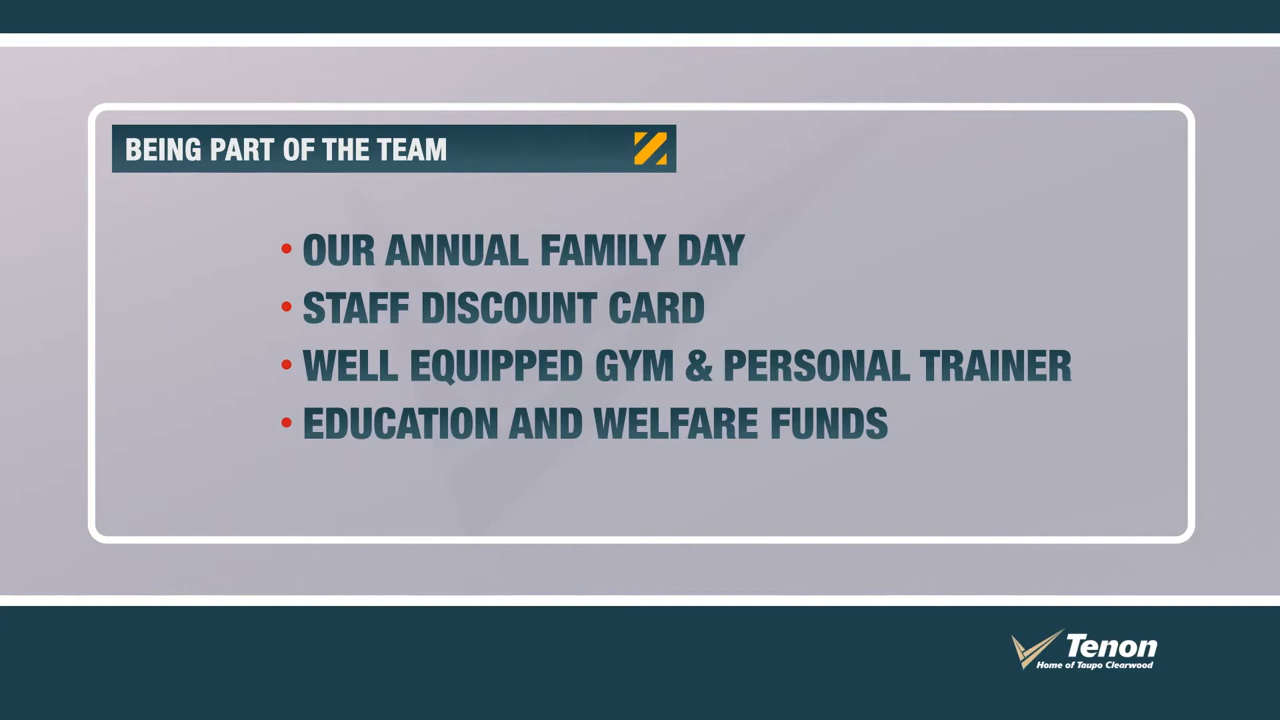 BEING PART OF THE TEAM
• OUR ANNUAL FAMILY DAY
• STAFF DISCOUNT CARD
• WELL EQUIPPED GYM & PERSONAL TRAINER
• EDUCATION AND WELFARE FUNDS
Tenon
Home of Taupo Clearwood